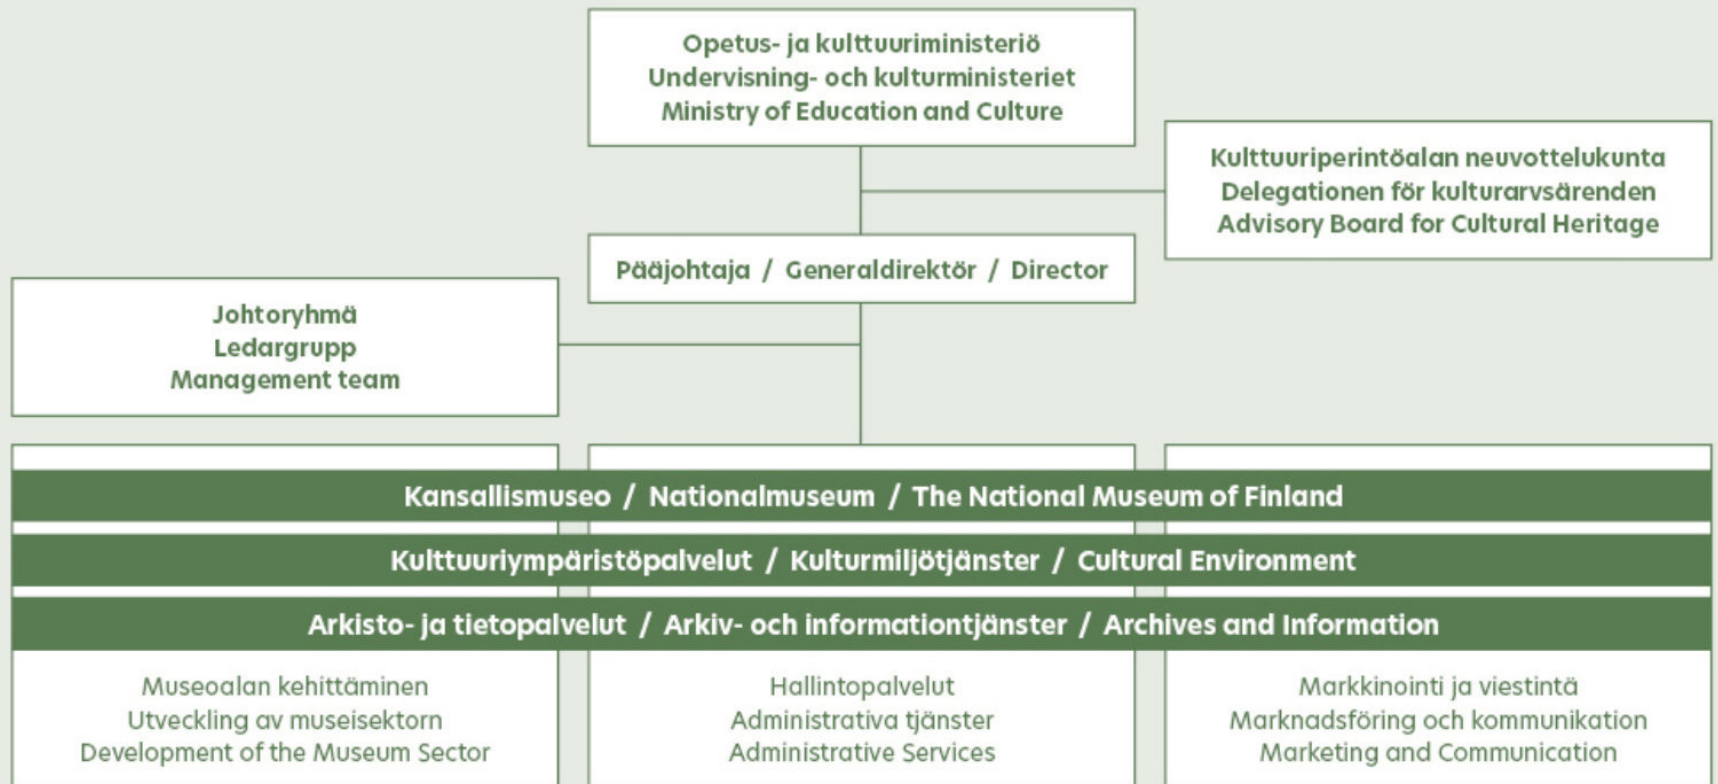 Opetus- ja kulttuuriministeriö
Undervisning- och kulturministeriet
Ministry of Education and Culture
Kulttuuriperintöalan neuvottelukunta
Delegationen för kulturarvsärenden
Advisory Board for Cultural Heritage
Pääjohtaja / Generaldirektör / Director
Johtoryhmä
Ledargrupp
Management team
Kansallismuseo / Nationalmuseum / The National Museum of Finland
Kulttuuriympäristöpalvelut / Kulturmiljötjänster / Cultural Environment
Arkisto- ja tietopalvelut / Arkiv- och informationtjänster / Archives and Information
Museoalan kehittäminen
Utveckling av museisektorn
Development of the Museum Sector
Hallintopalvelut
Administrativa tjänster
Administrative Services
Markkinointi ja viestintä
Marknadsföring och kommunikation
Marketing and Communication